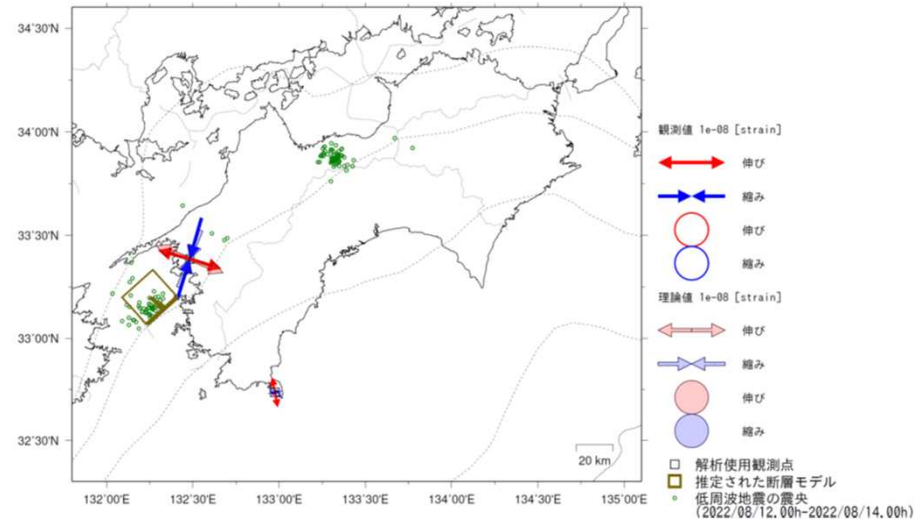 34°30'N
34°00'N
33°30'N
33°00'N
32°30'N
132°00'E
132°30'E
133°00'E
133°30'E
134°00'E
134°30'E
135°00'E
20 km
観測値 1e-08 [strain]
伸び
縮み
伸び
縮み
理論値 1e-08 [strain]
伸び
縮み
伸び
縮み
解析使用観測点
推定された断層モデル
低周波地震の震央
(2022/08/12.00h-2022/08/14.00h)